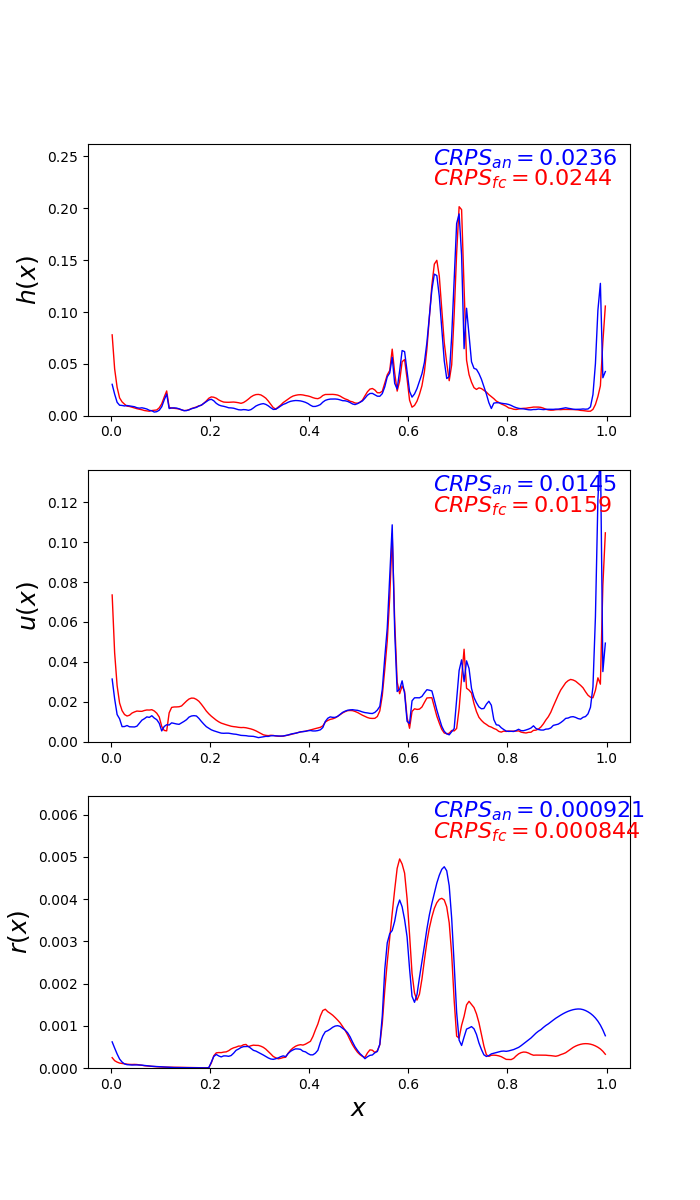 0.25
0.20
0.15
0.10
0.05
0.00
h(x)
CRPS_an = 0.0236
CRPS_fc = 0.0244
0.0 0.2 0.4 0.6 0.8 1.0
0.12
0.10
0.08
0.06
0.04
0.02
0.00
u(x)
CRPS_an = 0.0145
CRPS_fc = 0.0159
0.0 0.2 0.4 0.6 0.8 1.0
0.006
0.005
0.004
0.003
0.002
0.001
0.000
r(x)
CRPS_an = 0.000921
CRPS_fc = 0.000844
0.0 0.2 0.4 0.6 0.8 1.0
x